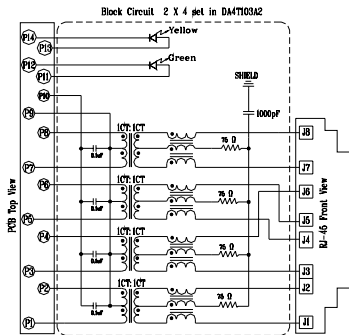 Block Circuit 2 X 4 port in DA4T103A2
P14
Yellow
P13
P12
Green
P11
SHIELD
P10
P9
1000pF
1CT:1CT
P8
J8
75 Ω
0.1uF
P7
J7
1CT:1CT
P6
75 Ω
J6
0.1uF
J5
P5
J4
P4
1CT:1CT
75 Ω
0.1uF
P3
J3
P2
1CT:1CT
J2
75 Ω
P1
J1
PCB Top View
RJ-45 Front View